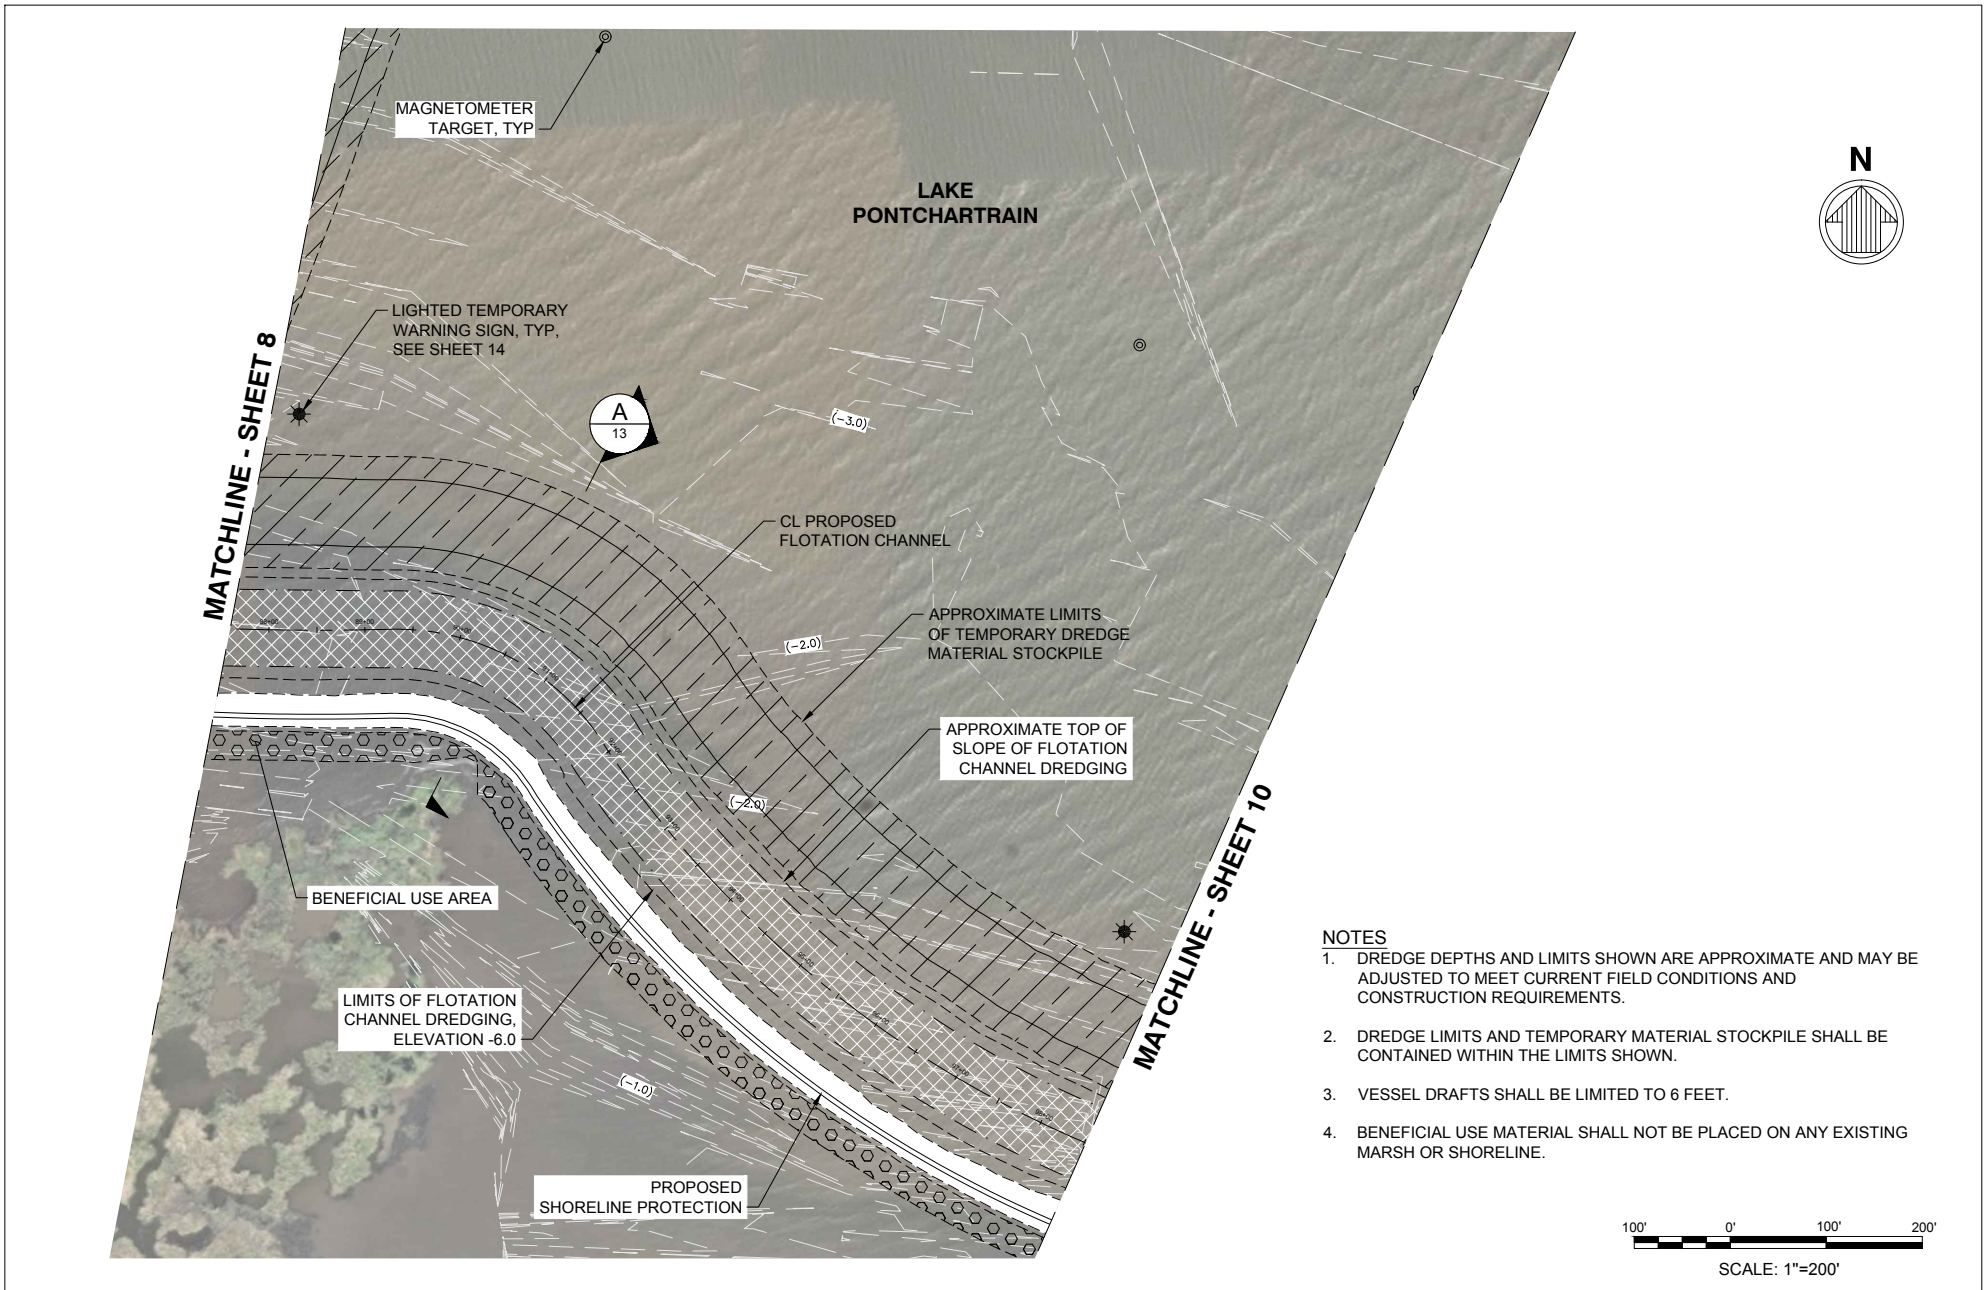 MAGNETOMETER
TARGET, TYP
LAKE
PONTCHARTRAIN
N
LIGHTED TEMPORARY
WARNING SIGN, TYP,
SEE SHEET 14
MATCHLINE - SHEET 8
A
13
(-3.0)
CL PROPOSED
FLOTATION CHANNEL
APPROXIMATE LIMITS
OF TEMPORARY DREDGE
MATERIAL STOCKPILE
(-2.0)
APPROXIMATE TOP OF
SLOPE OF FLOTATION
CHANNEL DREDGING
(-2.0)
MATCHLINE - SHEET 10
BENEFICIAL USE AREA
LIMITS OF FLOTATION
CHANNEL DREDGING,
ELEVATION -6.0
(-1.0)
PROPOSED
SHORELINE PROTECTION
NOTES
1. DREDGE DEPTHS AND LIMITS SHOWN ARE APPROXIMATE AND MAY BE
ADJUSTED TO MEET CURRENT FIELD CONDITIONS AND
CONSTRUCTION REQUIREMENTS.
2. DREDGE LIMITS AND TEMPORARY MATERIAL STOCKPILE SHALL BE
CONTAINED WITHIN THE LIMITS SHOWN.
3. VESSEL DRAFTS SHALL BE LIMITED TO 6 FEET.
4. BENEFICIAL USE MATERIAL SHALL NOT BE PLACED ON ANY EXISTING
MARSH OR SHORELINE.
100' 0' 100' 200'
SCALE: 1"=200'